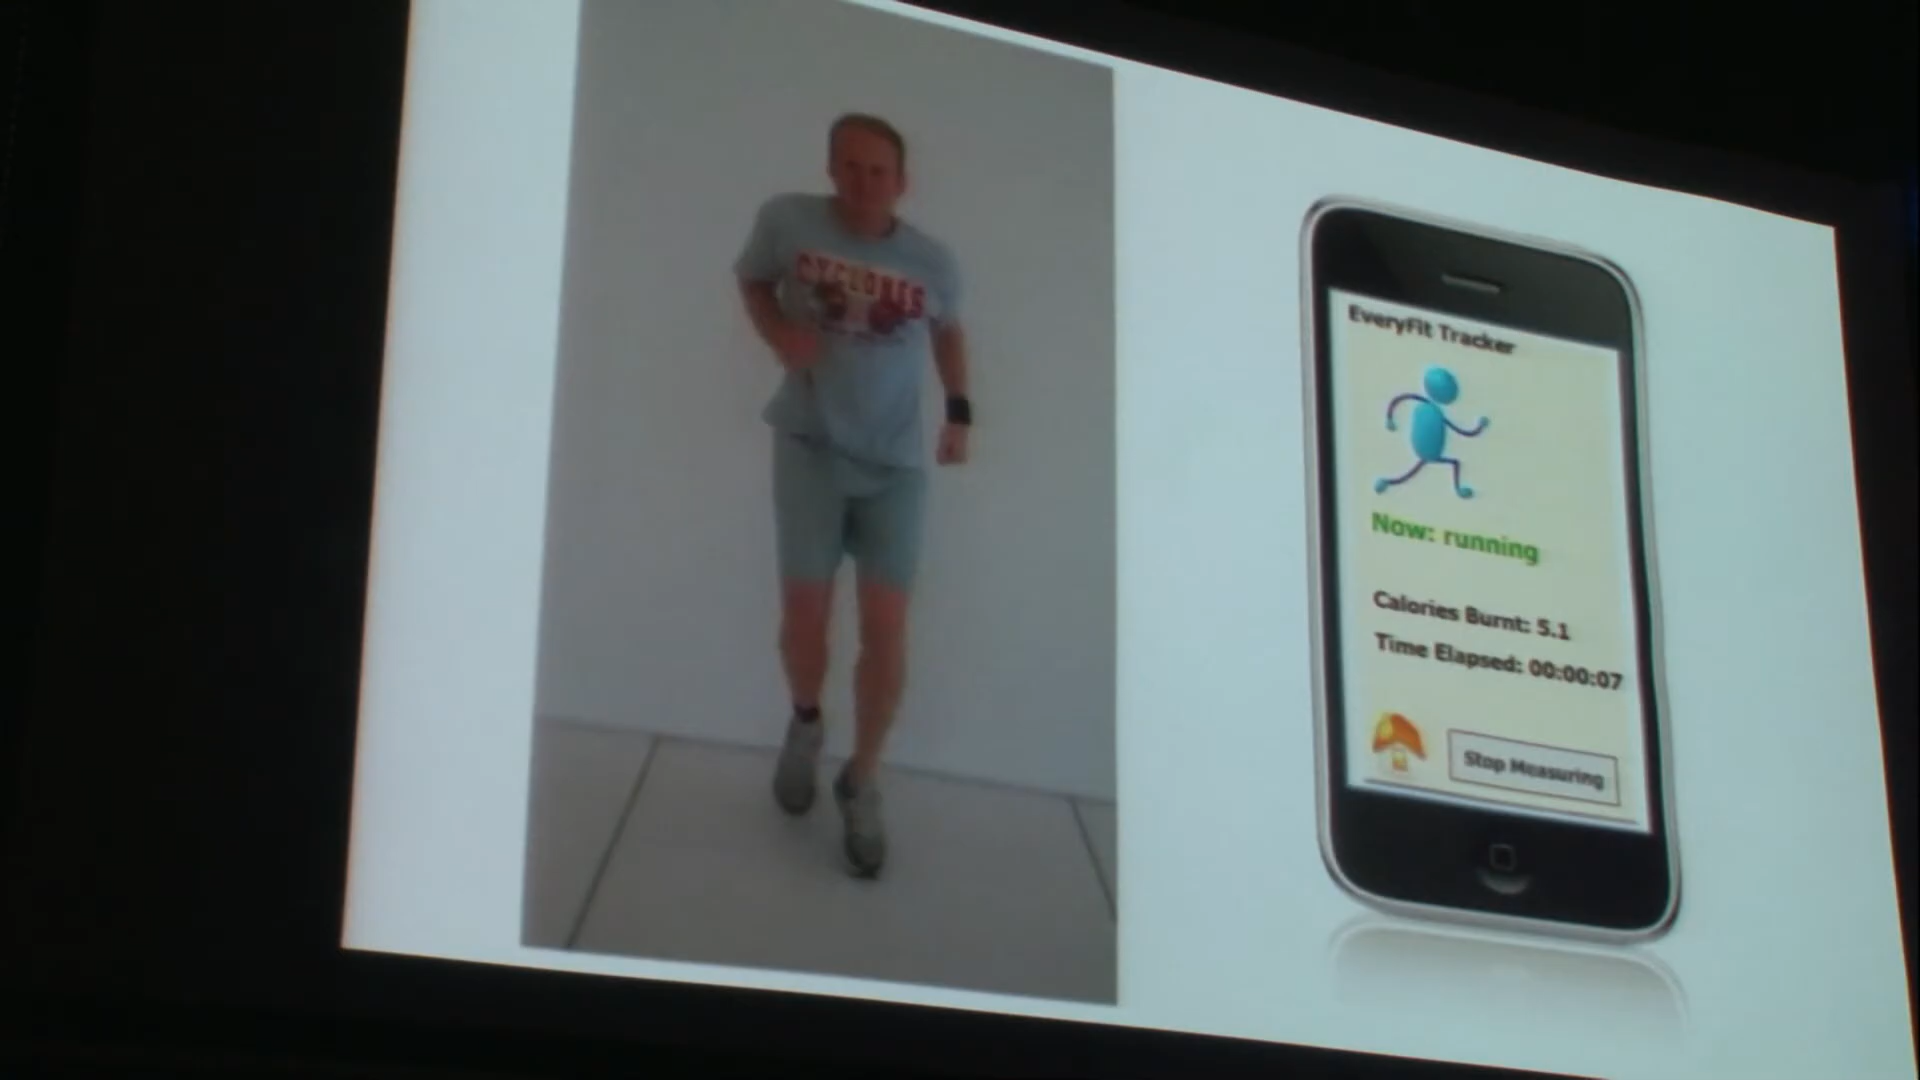 CYCLONES
EveryFit Tracker
Now: running
Calories Burnt: 5.1
Time Elapsed: 00:00:07
Stop Measuring